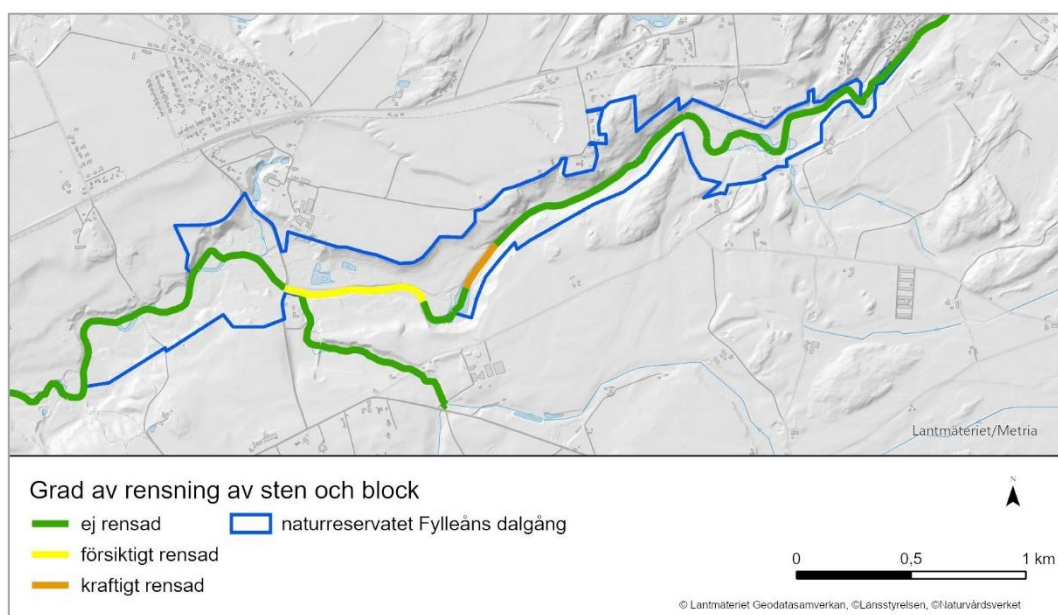 Lantmäteriet/Metria
Grad av rensning av sten och block
ej rensad
naturreservatet Fylleåns dalgång
försiktigt rensad
kraftigt rensad
N
0 0,5 1 km
© Lantmäteriet Geodatasamverkan, ©Länsstyrelsen, ©Naturvårdsverket